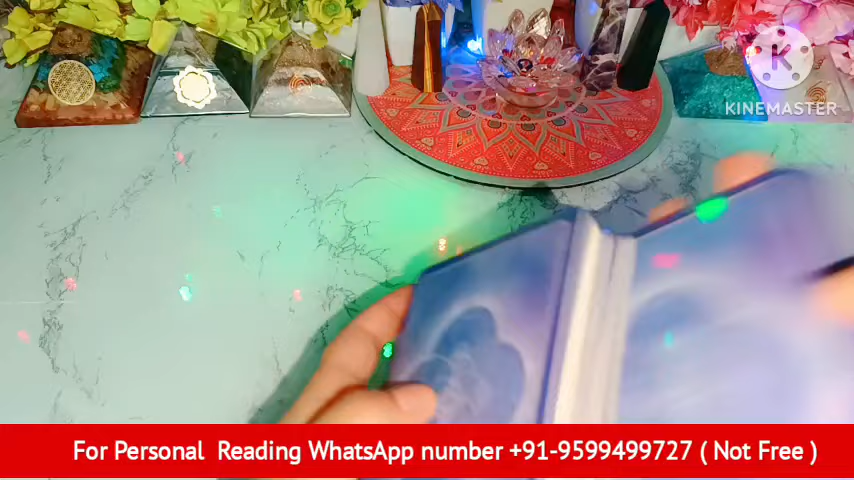 K
KINEMASTER
For Personal Reading WhatsApp number +91-9599499727 ( Not Free )